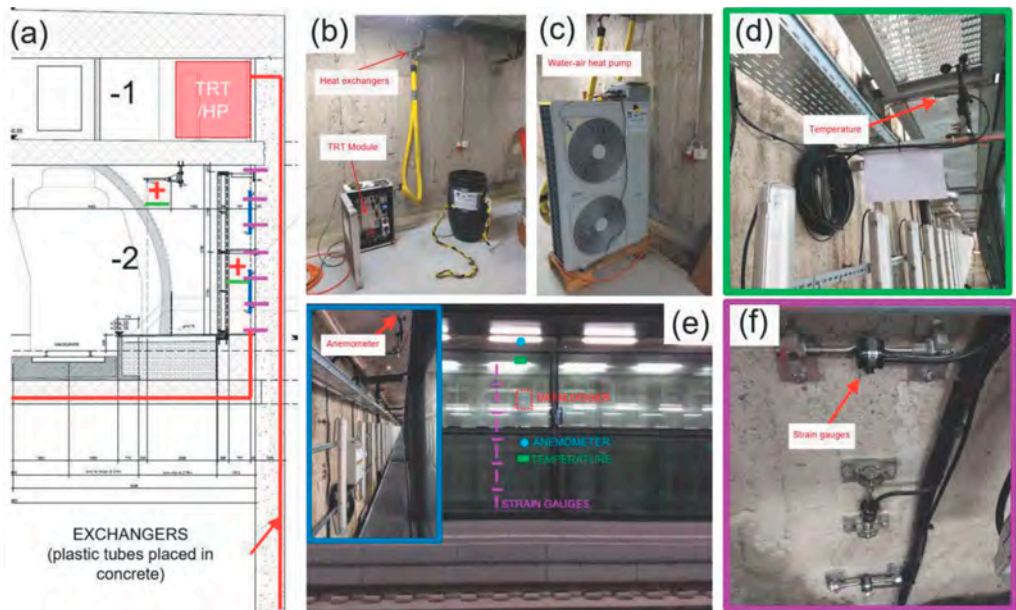 (a)
-1
TRT
/HP
-2
EXCHANGERS
(plastic tubes placed in
concrete)
(b)
Heat exchangers
TRT Module
(c)
Water-air heat pump
(d)
Temperature
(e)
Anemometer
DATALOGGER
ANEMOMETER
TEMPERATURE
STRAIN GAUGES
(f)
Strain gauges